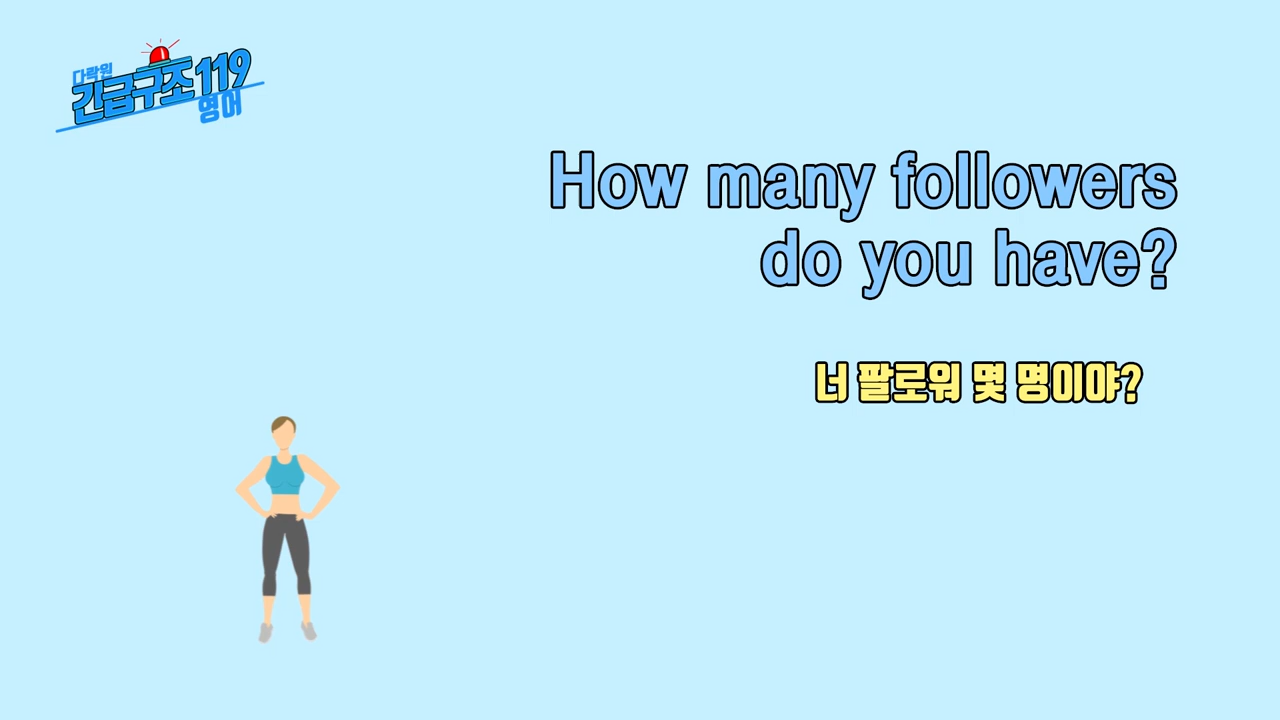 다락원
긴급구조119
영어
How many followers
do you have?
너 팔로워 몇 명이야?